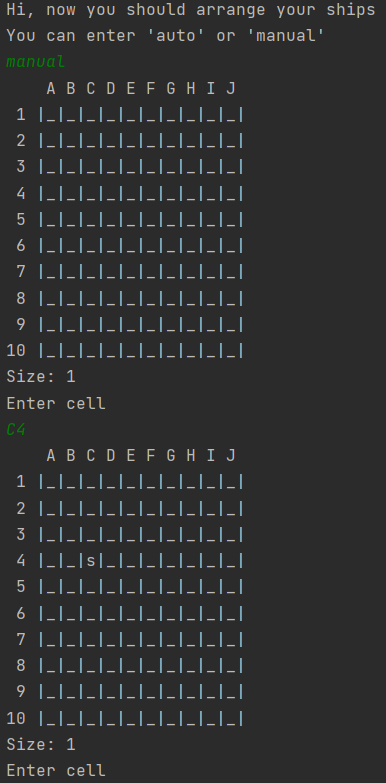 Hi, now you should arrange your ships
You can enter 'auto' or 'manual'
manual
    A B C D E F G H I J
 1 |_|_|_|_|_|_|_|_|_|_|
 2 |_|_|_|_|_|_|_|_|_|_|
 3 |_|_|_|_|_|_|_|_|_|_|
 4 |_|_|_|_|_|_|_|_|_|_|
 5 |_|_|_|_|_|_|_|_|_|_|
 6 |_|_|_|_|_|_|_|_|_|_|
 7 |_|_|_|_|_|_|_|_|_|_|
 8 |_|_|_|_|_|_|_|_|_|_|
 9 |_|_|_|_|_|_|_|_|_|_|
10 |_|_|_|_|_|_|_|_|_|_|
Size: 1
Enter cell
C4
    A B C D E F G H I J
 1 |_|_|_|_|_|_|_|_|_|_|
 2 |_|_|_|_|_|_|_|_|_|_|
 3 |_|_|_|_|_|_|_|_|_|_|
 4 |_|_|s|_|_|_|_|_|_|_|
 5 |_|_|_|_|_|_|_|_|_|_|
 6 |_|_|_|_|_|_|_|_|_|_|
 7 |_|_|_|_|_|_|_|_|_|_|
 8 |_|_|_|_|_|_|_|_|_|_|
 9 |_|_|_|_|_|_|_|_|_|_|
10 |_|_|_|_|_|_|_|_|_|_|
Size: 1
Enter cell